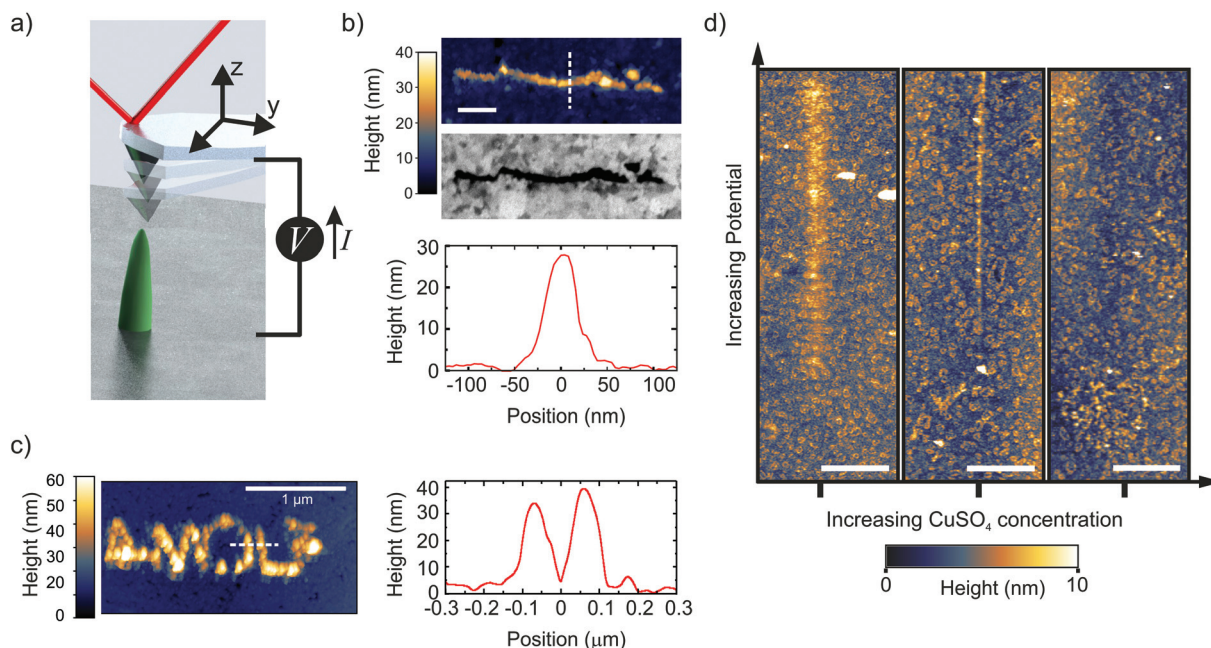 a)
z
y
V
I
b)
Height (nm)
40
30
20
10
0
Height (nm)
30
20
10
0
-100
-50
0
50
100
Position (nm)
c)
Height (nm)
60
50
40
30
20
10
0
1 µm
AMOLF
Height (nm)
40
30
20
10
0
-0.3
-0.2
-0.1
0
0.1
0.2
0.3
Position (µm)
d)
Increasing Potential
Increasing CuSO₄ concentration
0
10
Height (nm)